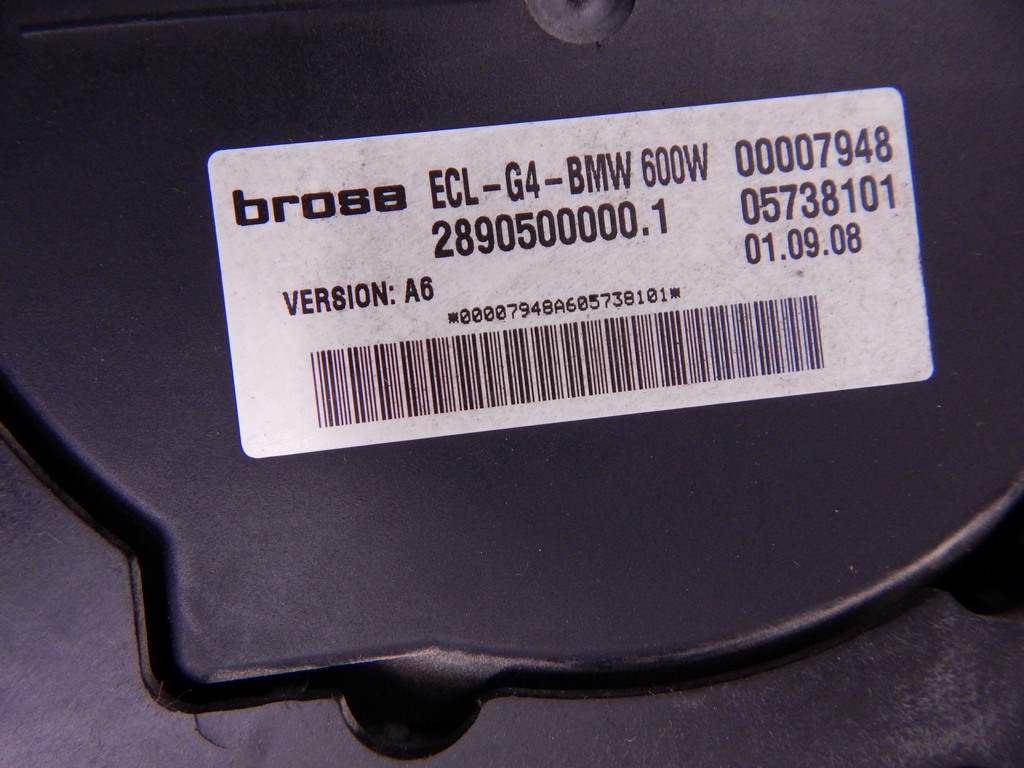 brose ECL-G4-BMW 600W 00007948
2890500000.1 05738101
01.09.08
VERSION: A6
*00007948A605738101*